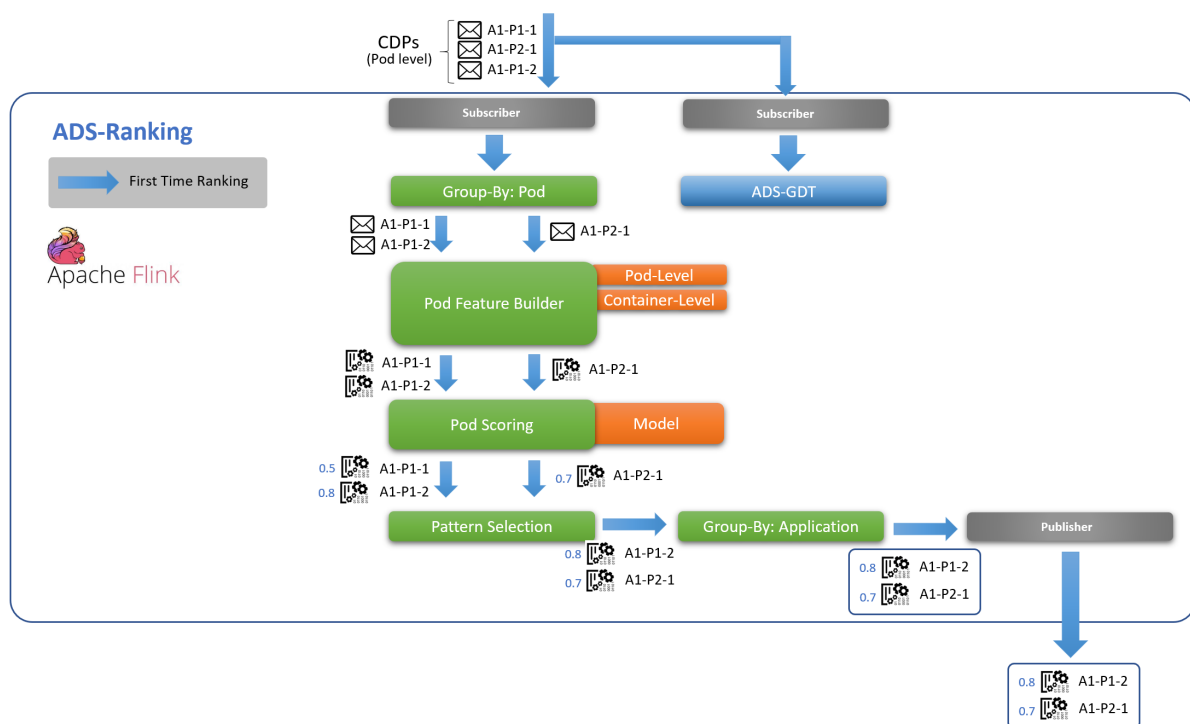 CDPs
(Pod level)
A1-P1-1
A1-P2-1
A1-P1-2
ADS-Ranking
First Time Ranking
Apache Flink
Subscriber
Subscriber
Group-By: Pod
ADS-GDT
A1-P1-1
A1-P1-2
A1-P2-1
Pod Feature Builder
Pod-Level
Container-Level
A1-P1-1
A1-P1-2
A1-P2-1
Pod Scoring
Model
0.5 A1-P1-1
0.8 A1-P1-2
0.7 A1-P2-1
Pattern Selection
Group-By: Application
Publisher
0.8 A1-P1-2
0.7 A1-P2-1
0.8 A1-P1-2
0.7 A1-P2-1
0.8 A1-P1-2
0.7 A1-P2-1